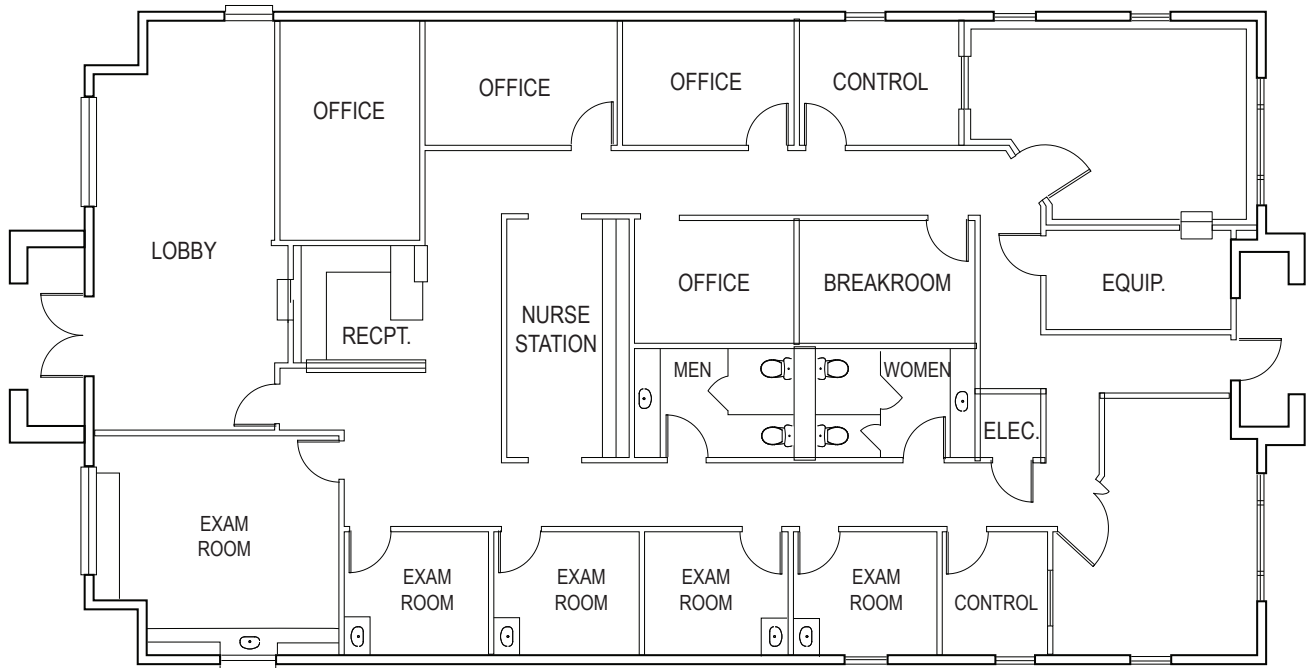 OFFICE
OFFICE
OFFICE
CONTROL
LOBBY
RECPT.
NURSE
STATION
OFFICE
BREAKROOM
EQUIP.
MEN
WOMEN
ELEC.
EXAM
ROOM
EXAM
ROOM
EXAM
ROOM
EXAM
ROOM
EXAM
ROOM
CONTROL